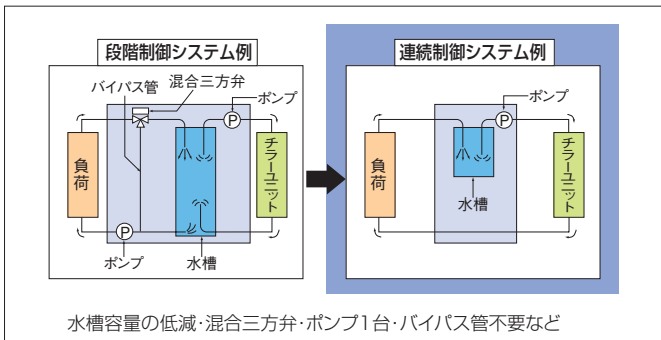 段階制御システム例
バイパス管
混合三方弁
ポンプ
P
負荷
チラーユニット
P
ポンプ
水槽
連続制御システム例
ポンプ
P
負荷
チラーユニット
水槽
水槽容量の低減･混合三方弁･ポンプ1台･バイパス管不要など